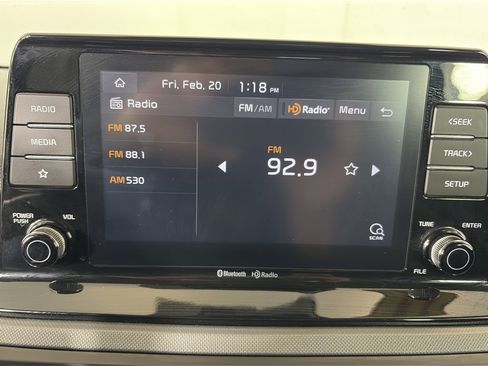 Fri, Feb. 20 1:18 PM
Radio FM/AM HD Radio Menu
FM 87.5
FM 88.1
AM 530
FM
92.9
SCAN
RADIO
MEDIA
POWER PUSH VOL
<SEEK
TRACK>
SETUP
TUNE ENTER
FILE
Bluetooth HD Radio